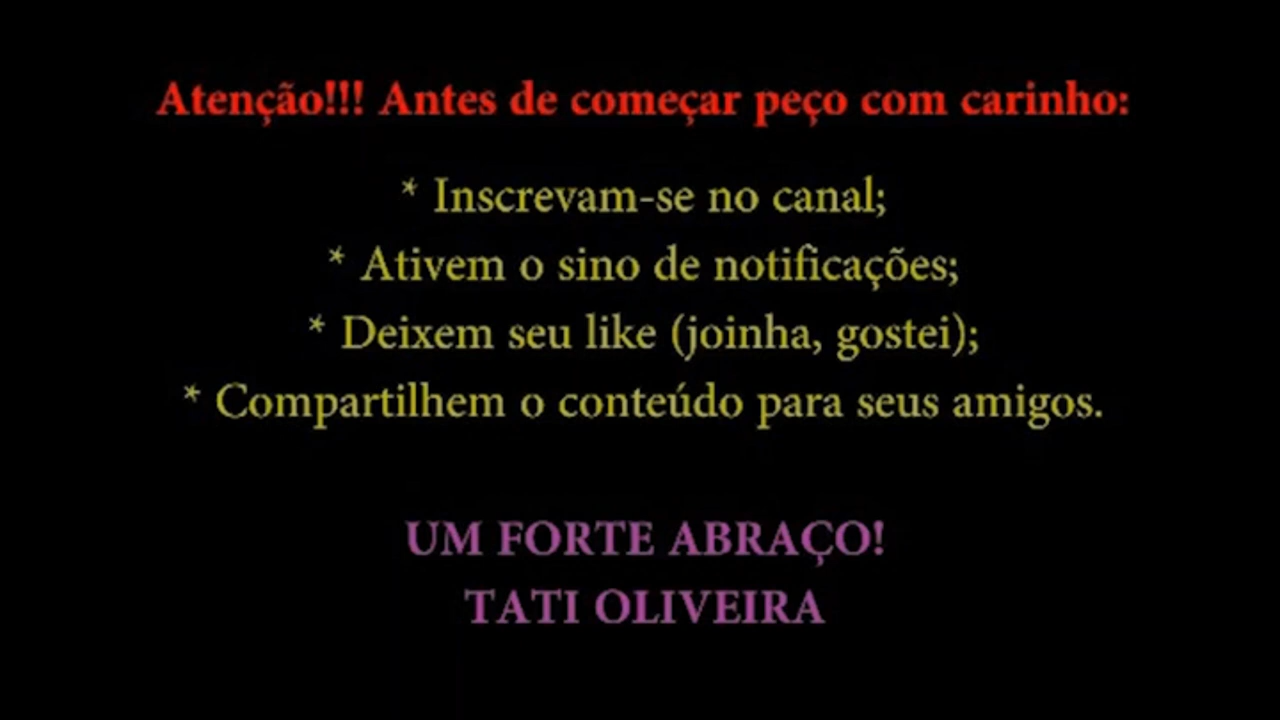 Atenção!!! Antes de começar peço com carinho:
* Inscrevam-se no canal;
* Ativem o sino de notificações;
* Deixem seu like (joinha, gostei);
* Compartilhem o conteúdo para seus amigos.
UM FORTE ABRAÇO!
TATI OLIVEIRA